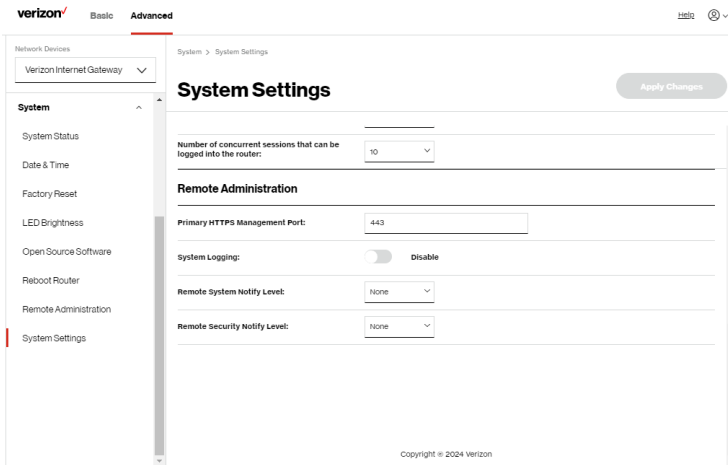 verizon✓ Basic Advanced Help
Network Devices
Verizon Internet Gateway
System
System Status
Date & Time
Factory Reset
LED Brightness
Open Source Software
Reboot Router
Remote Administration
System Settings
System > System Settings
System Settings Apply Changes
Number of concurrent sessions that can be
logged into the router: 10
Remote Administration
Primary HTTPS Management Port: 443
System Logging: Disable
Remote System Notify Level: None
Remote Security Notify Level: None
Copyright © 2024 Verizon